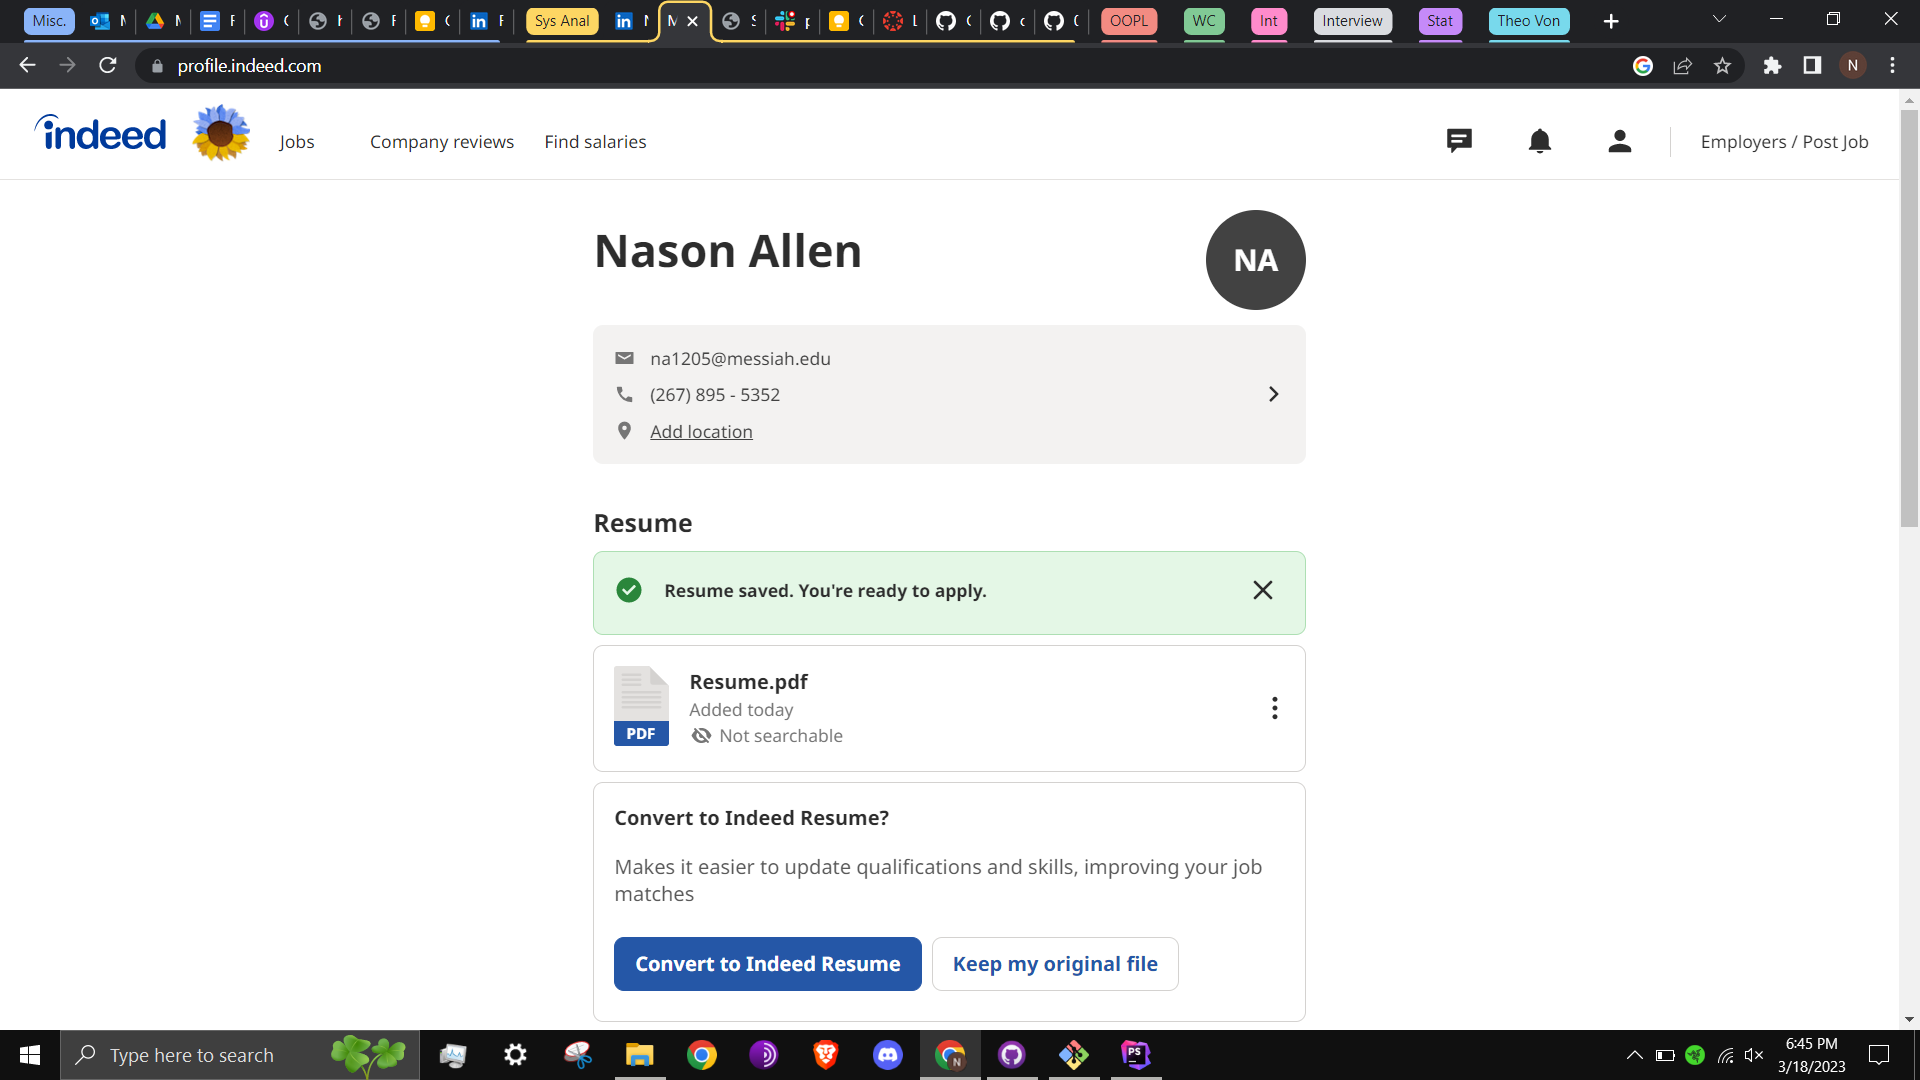 Misc.
Sys Anal
OOPL
WC
Int
Interview
Stat
Theo Von
profile.indeed.com
N
indeed
Jobs
Company reviews
Find salaries
Employers / Post Job
Nason Allen
NA
na1205@messiah.edu
(267) 895 - 5352
Add location
Resume
Resume saved. You're ready to apply.
Resume.pdf
Added today
PDF
Not searchable
Convert to Indeed Resume?
Makes it easier to update qualifications and skills, improving your job
matches
Convert to Indeed Resume
Keep my original file
Type here to search
6:45 PM
3/18/2023